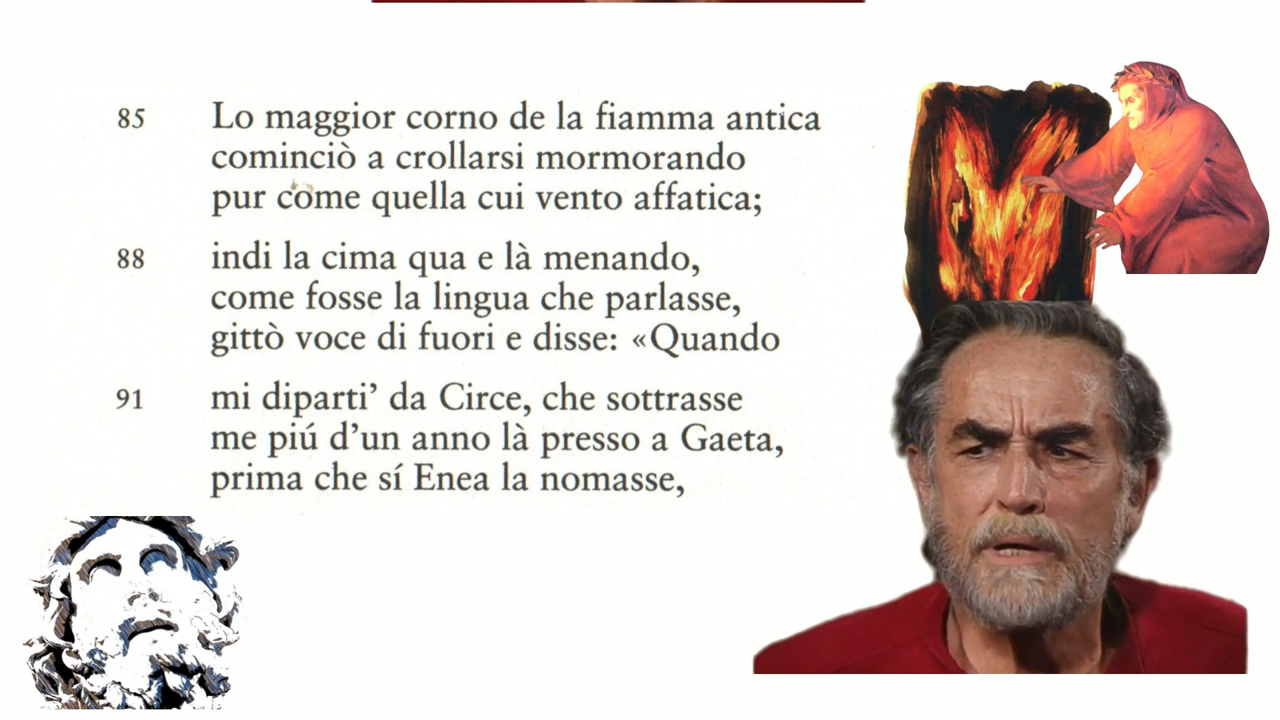 85 Lo maggior corno de la fiamma antica
cominciò a crollarsi mormorando
pur come quella cui vento affatica;
88 indi la cima qua e là menando,
come fosse la lingua che parlasse,
gittò voce di fuori e disse: «Quando
91 mi diparti’ da Circe, che sottrasse
me piú d’un anno là presso a Gaeta,
prima che sí Enea la nomasse,